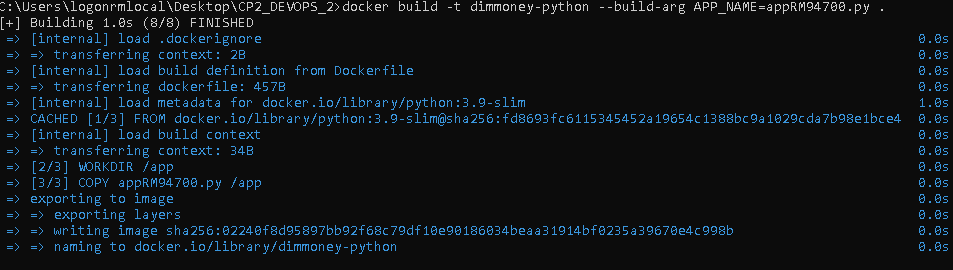 C:\Users\logonrmlocal\Desktop\CP2_DEVOPS_2>docker build -t dimmoney-python --build-arg APP_NAME=appRM94700.py .
[+] Building 1.0s (8/8) FINISHED
=> [internal] load .dockerignore 0.0s
=> => transferring context: 2B 0.0s
=> [internal] load build definition from Dockerfile 0.0s
=> => transferring dockerfile: 457B 0.0s
=> [internal] load metadata for docker.io/library/python:3.9-slim 1.0s
=> CACHED [1/3] FROM docker.io/library/python:3.9-slim@sha256:fd8693fc6115345452a19654c1388bc9a1029cda7b98e1bce4 0.0s
=> [internal] load build context 0.0s
=> => transferring context: 34B 0.0s
=> [2/3] WORKDIR /app 0.0s
=> [3/3] COPY appRM94700.py /app 0.0s
=> exporting to image 0.0s
=> => exporting layers 0.0s
=> => writing image sha256:02240f8d95897bb92f68c79df10e90186034beaa31914bf0235a39670e4c998b 0.0s
=> => naming to docker.io/library/dimmoney-python 0.0s